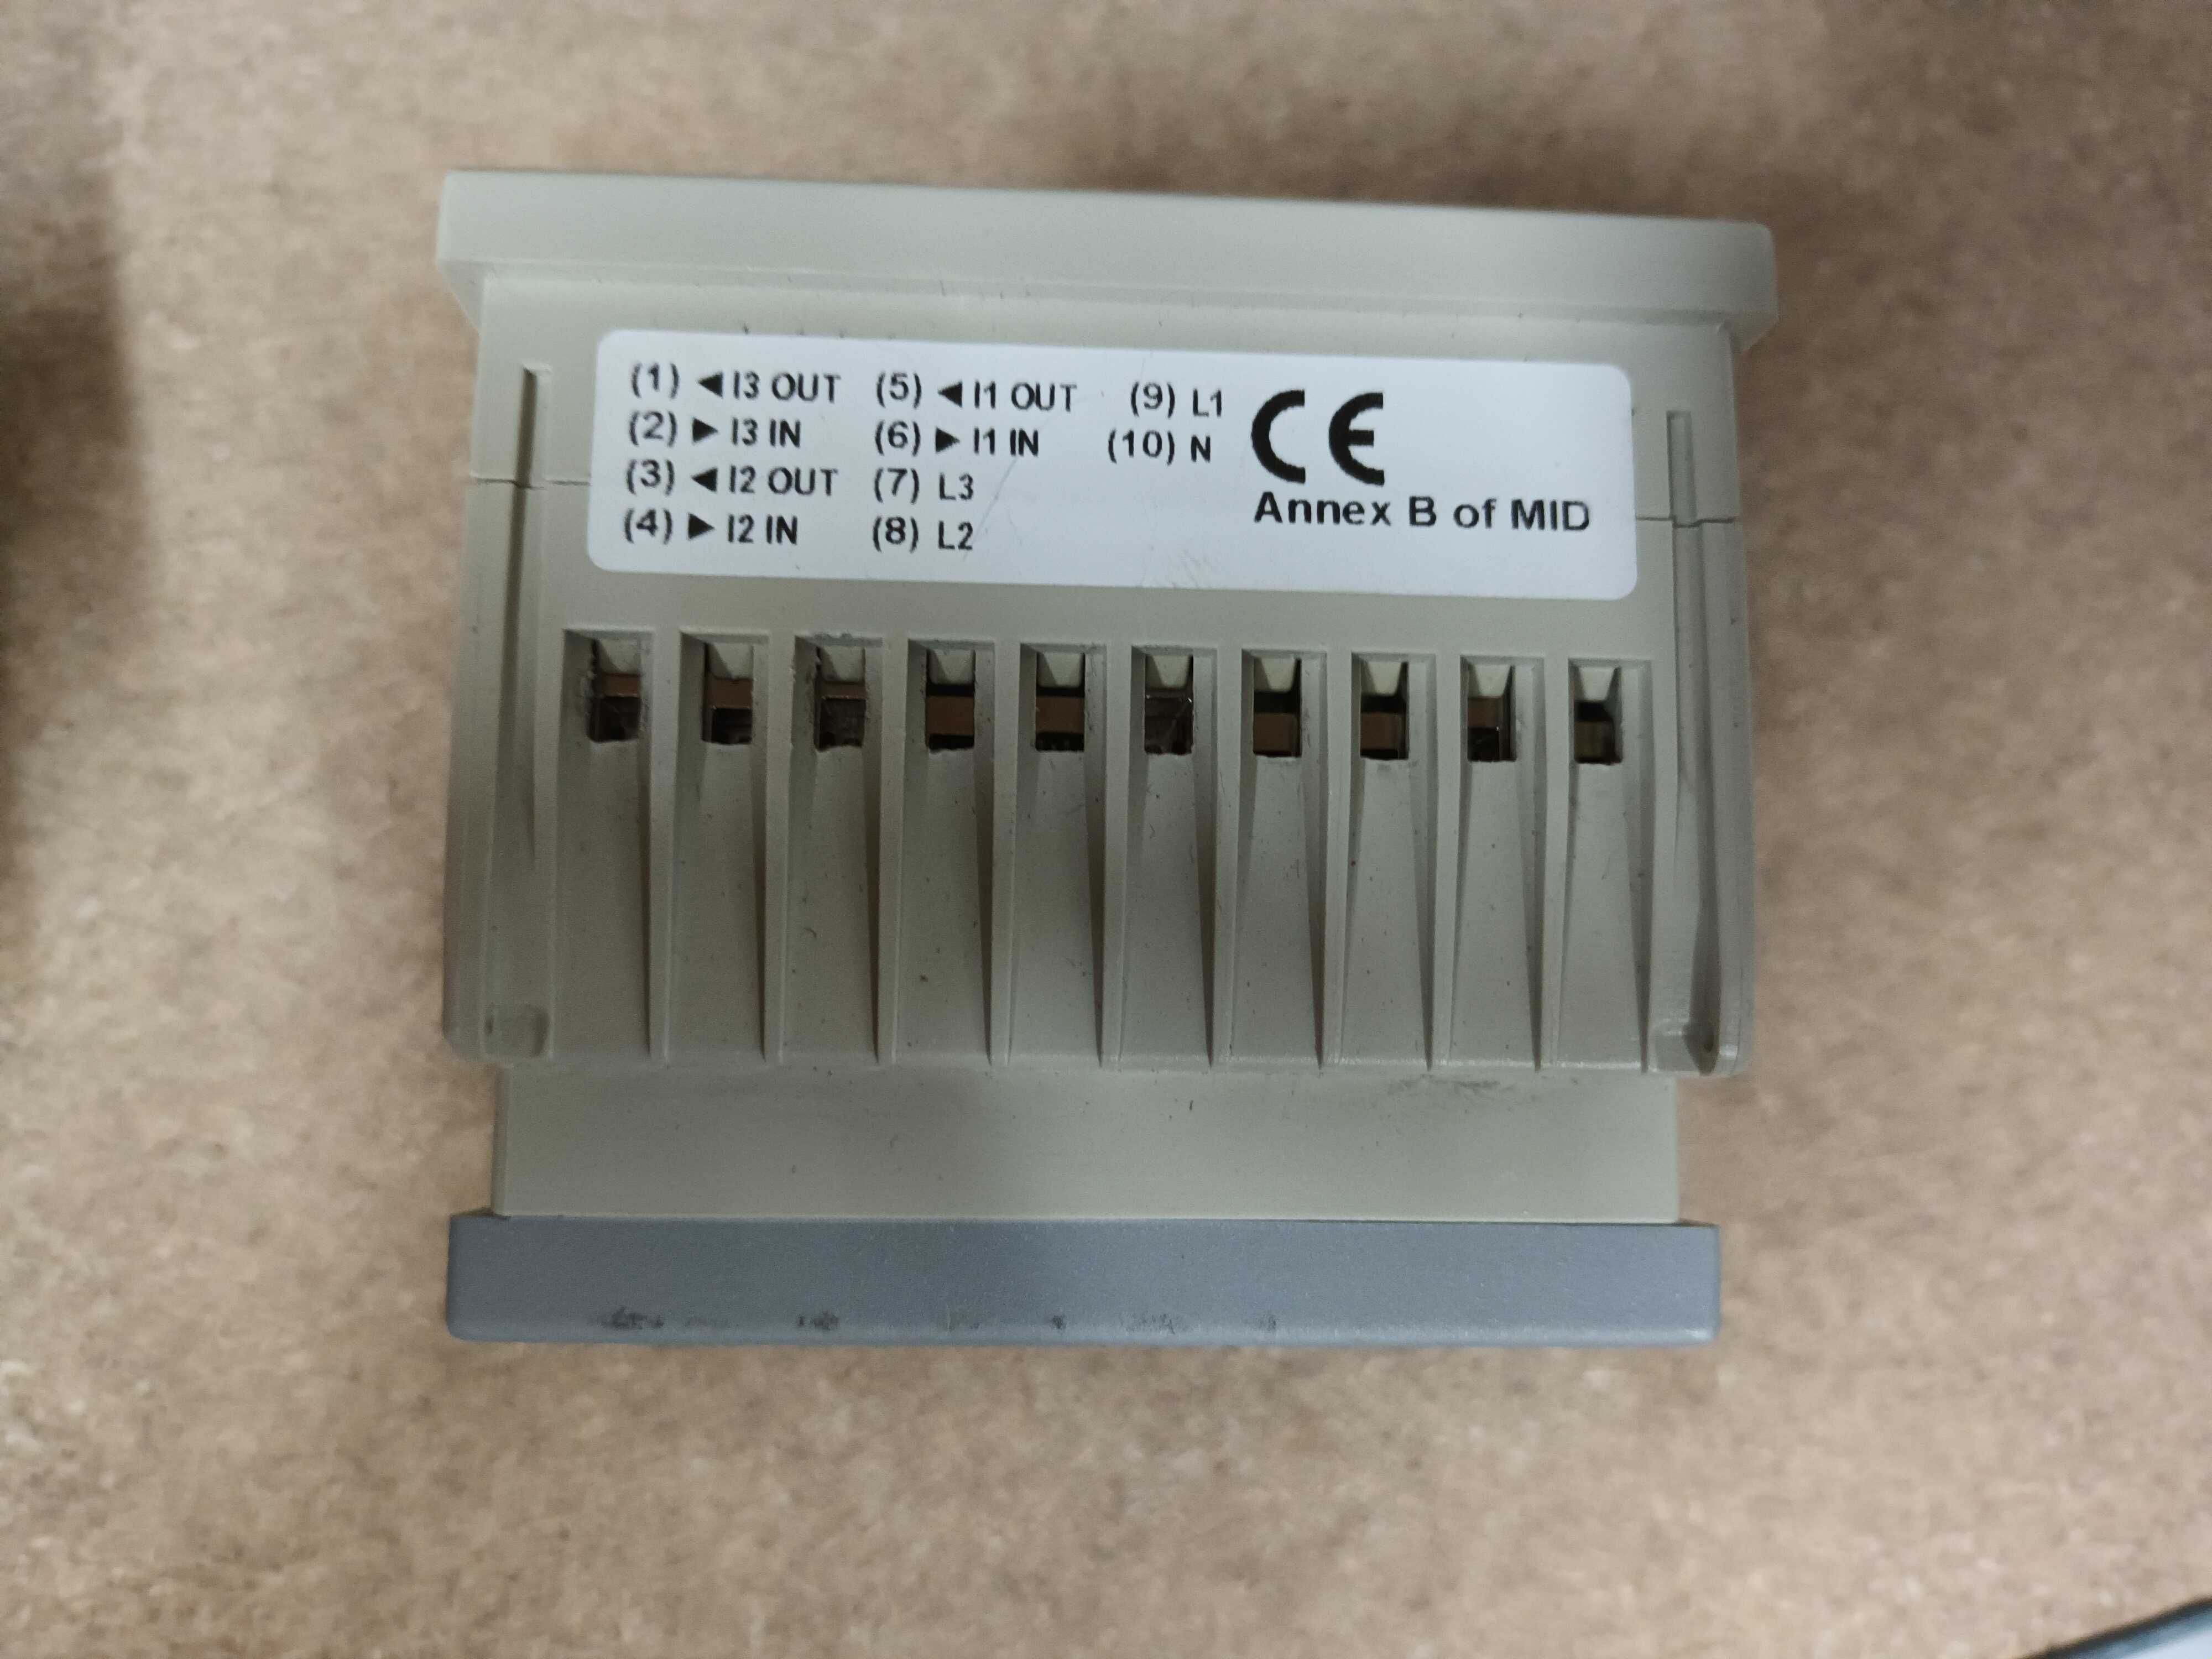 (1) ◄ I3 OUT (5) ◄ I1 OUT (9) L1
(2) ► I3 IN (6) ► I1 IN (10) N
(3) ◄ I2 OUT (7) L3
(4) ► I2 IN (8) L2
CE
Annex B of MID